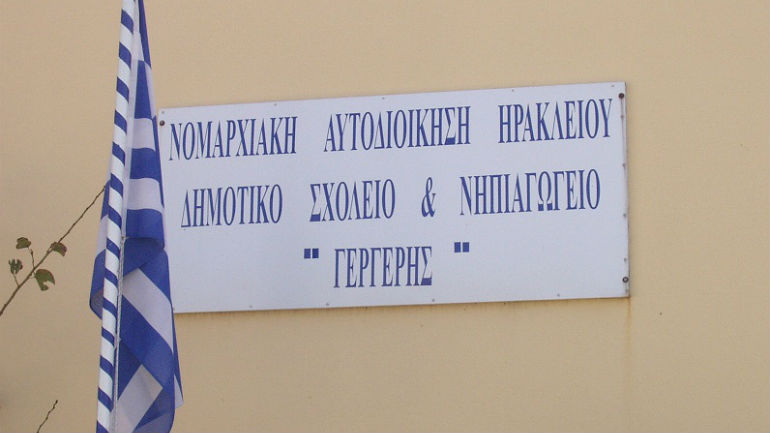 ΝΟΜΑΡΧΙΑΚΗ ΑΥΤΟΔΙΟΙΚΗΣΗ ΗΡΑΚΛΕΙΟΥ
ΔΗΜΟΤΙΚΟ ΣΧΟΛΕΙΟ & ΝΗΠΙΑΓΩΓΕΙΟ
" ΓΕΡΓΕΡΗΣ "